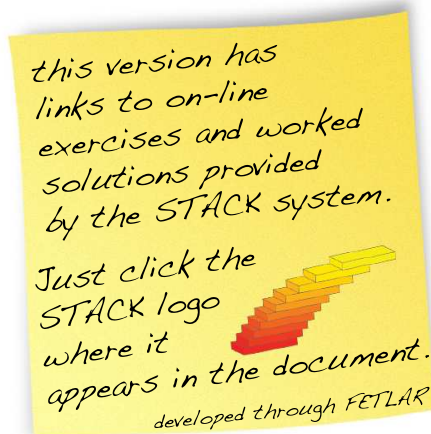 this version has
links to on-line
exercises and worked
solutions provided
by the STACK system.
Just click the
STACK logo
where it
appears in the document.
developed through FETLAR